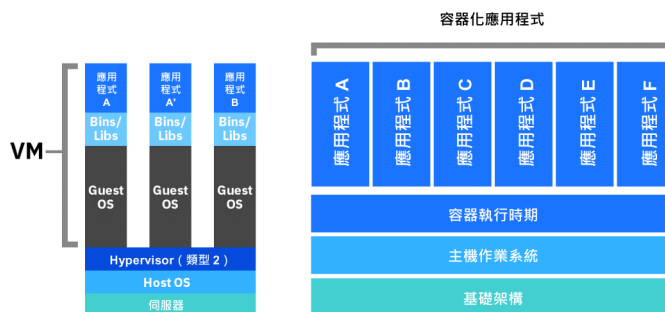 容器化應用程式
VM
應用
程式
A
應用
程式
A'
應用
程式
B
Bins/
Libs
Bins/
Libs
Bins/
Libs
Guest
OS
Guest
OS
Guest
OS
Hypervisor（類型 2）
Host OS
伺服器
應用程式 A
應用程式 B
應用程式 C
應用程式 D
應用程式 E
應用程式 F
容器執行時期
主機作業系統
基礎架構